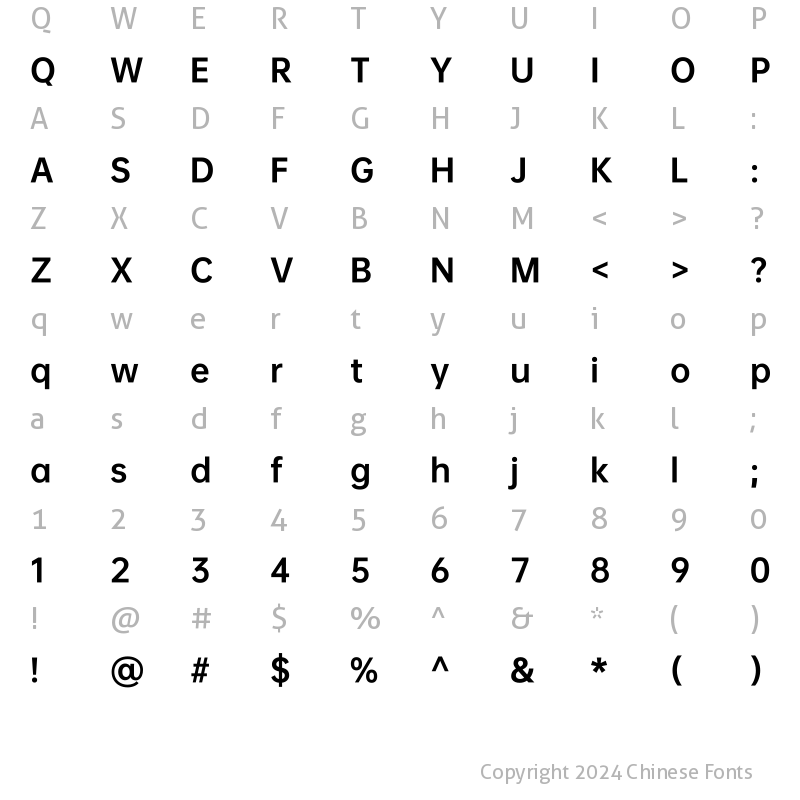 Q W E R T Y U I O P
Q W E R T Y U I O P
A S D F G H J K L :
A S D F G H J K L :
Z X C V B N M < > ?
Z X C V B N M < > ?
q w e r t y u i o p
q w e r t y u i o p
a s d f g h j k l ;
a s d f g h j k l ;
1 2 3 4 5 6 7 8 9 0
1 2 3 4 5 6 7 8 9 0
! @ # $ % ^ & * ( )
! @ # $ % ^ & * ( )
Copyright 2024 Chinese Fonts